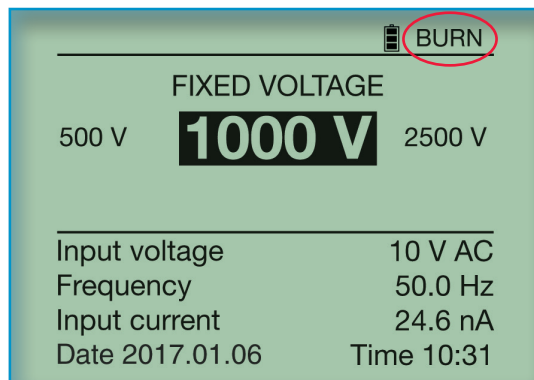 BURN
FIXED VOLTAGE
500 V 1000 V 2500 V
Input voltage 10 V AC
Frequency 50.0 Hz
Input current 24.6 nA
Date 2017.01.06 Time 10:31